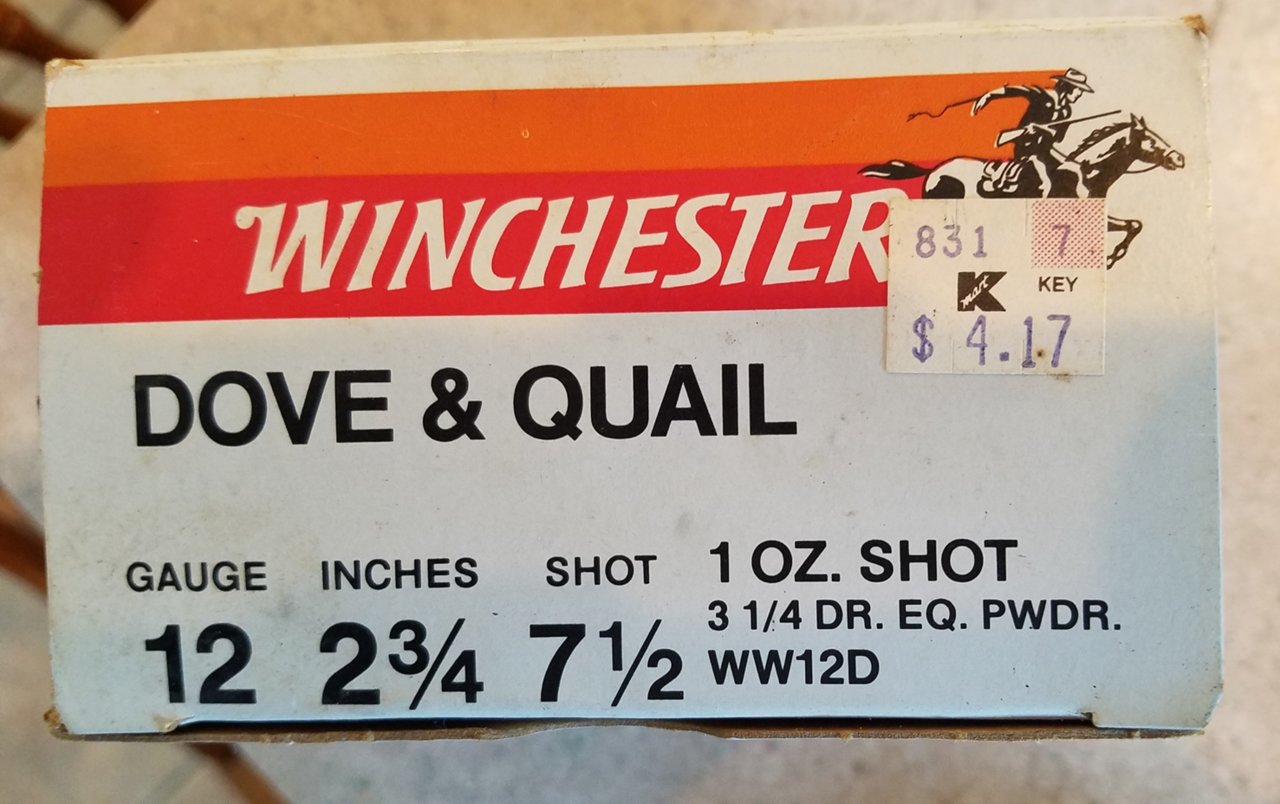 WINCHESTER
831 7
K mart KEY
$ 4.17
DOVE & QUAIL
GAUGE INCHES SHOT 1 OZ. SHOT
3 1/4 DR. EQ. PWDR.
12 2¾ 7½ WW12D